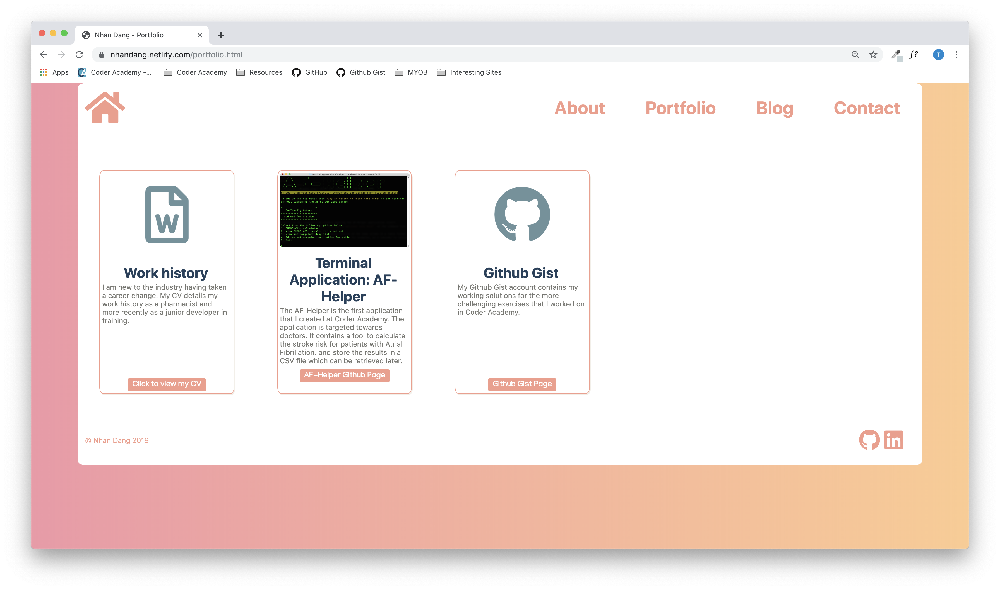 Nhan Dang - Portfolio
nhandang.netlify.com/portfolio.html
f?
T
Apps
Coder Academy -...
Coder Academy
Resources
GitHub
Github Gist
MYOB
Interesting Sites
About
Portfolio
Blog
Contact
W
Work history
I am new to the industry having taken
a career change. My CV details my
work history as a pharmacist and
more recently as a junior developer in
training.
Click to view my CV
terminal_app — ruby af-helper.rb add med for mrs.doe — 80×24
AF-Helper
Hi Doc! I am your cardiovascular companion, the atrial fibrillation helper!
To add On-The-Fly notes type ruby af-helper.rb "your note here" in the terminal
without launching the AF-Helper application.
On-The-Fly Notes:
add med for mrs.doe
Select from the following options below:
1. CHADS-VASc calculator
2. View CHADS-VASc results for a patient
3. View anticoagulant drug list
4. Add an anticoagulant medication for patient
5. Exit
Terminal
Application: AF-
Helper
The AF-Helper is the first application
that I created at Coder Academy. The
application is targeted towards
doctors. It contains a tool to calculate
the stroke risk for patients with Atrial
Fibrillation. and store the results in a
CSV file which can be retrieved later.
AF-Helper Github Page
Github Gist
My Github Gist account contains my
working solutions for the more
challenging exercises that I worked on
in Coder Academy.
Github Gist Page
© Nhan Dang 2019
in